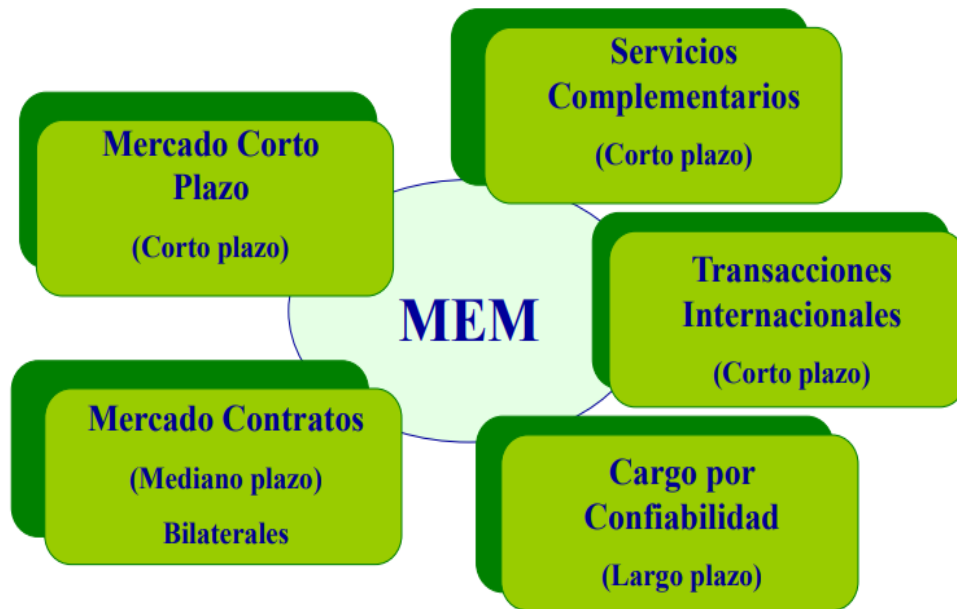 Servicios
Complementarios
(Corto plazo)
Mercado Corto
Plazo
(Corto plazo)
Transacciones
Internacionales
(Corto plazo)
MEM
Mercado Contratos
(Mediano plazo)
Bilaterales
Cargo por
Confiabilidad
(Largo plazo)